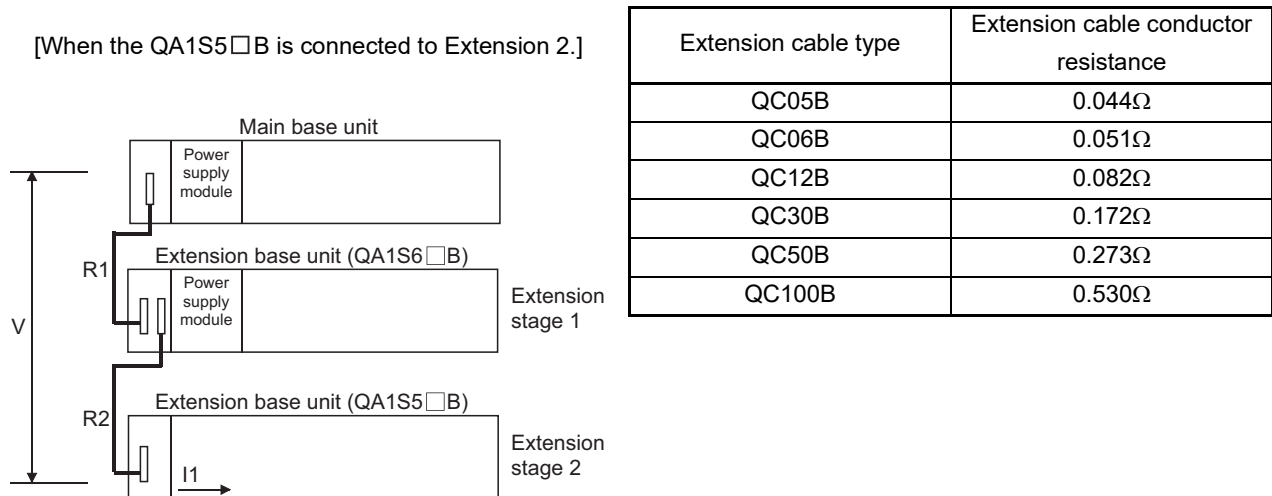 [When the QA1S5□B is connected to Extension 2.]
Main base unit
Power
supply
module
R1
Extension base unit (QA1S6□B)
Power
supply
module
Extension
stage 1
V
R2
Extension base unit (QA1S5□B)
Extension
stage 2
I1
Extension cable type
Extension cable conductor
resistance
QC05B 0.044Ω
QC06B 0.051Ω
QC12B 0.082Ω
QC30B 0.172Ω
QC50B 0.273Ω
QC100B 0.530Ω